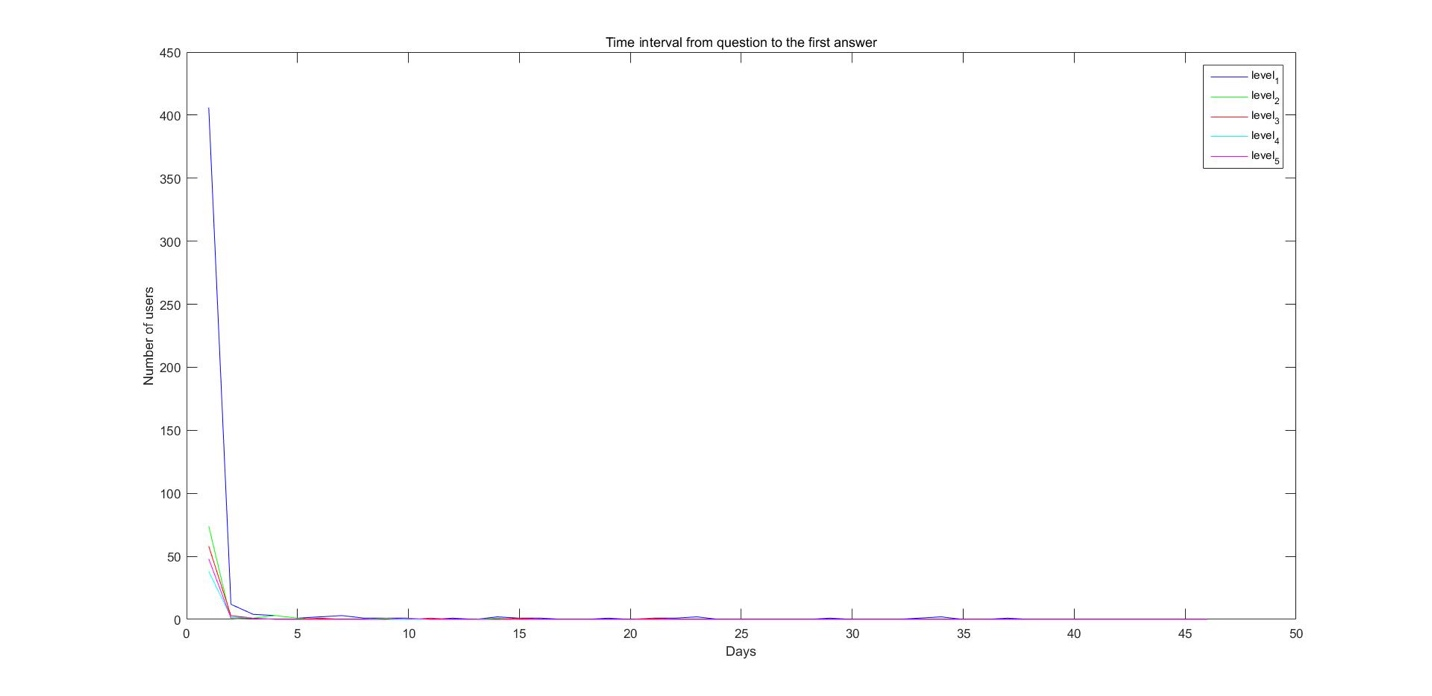 Time interval from question to the first answer
450
400
350
300
250
200
150
100
50
0
Number of users
level1
level2
level3
level4
level5
0 5 10 15 20 25 30 35 40 45 50
Days